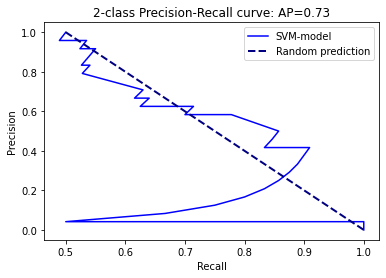 2-class Precision-Recall curve: AP=0.73
SVM-model
Random prediction
Precision
1.0
0.8
0.6
0.4
0.2
0.0
0.5
0.6
0.7
0.8
0.9
1.0
Recall